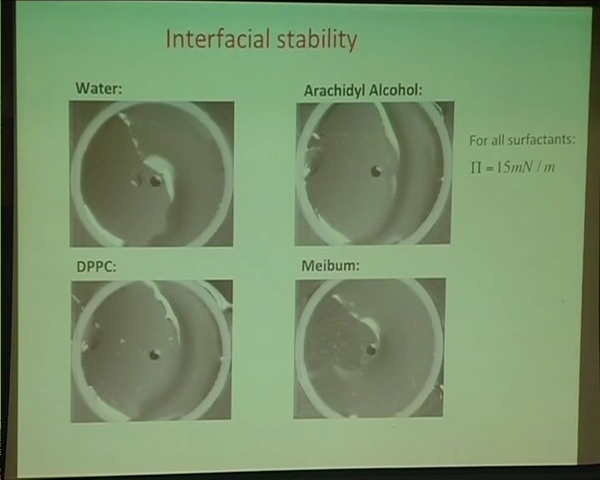 Interfacial stability
Water:
Arachidyl Alcohol:
For all surfactants:
Π = 15mN / m
DPPC:
Meibum: